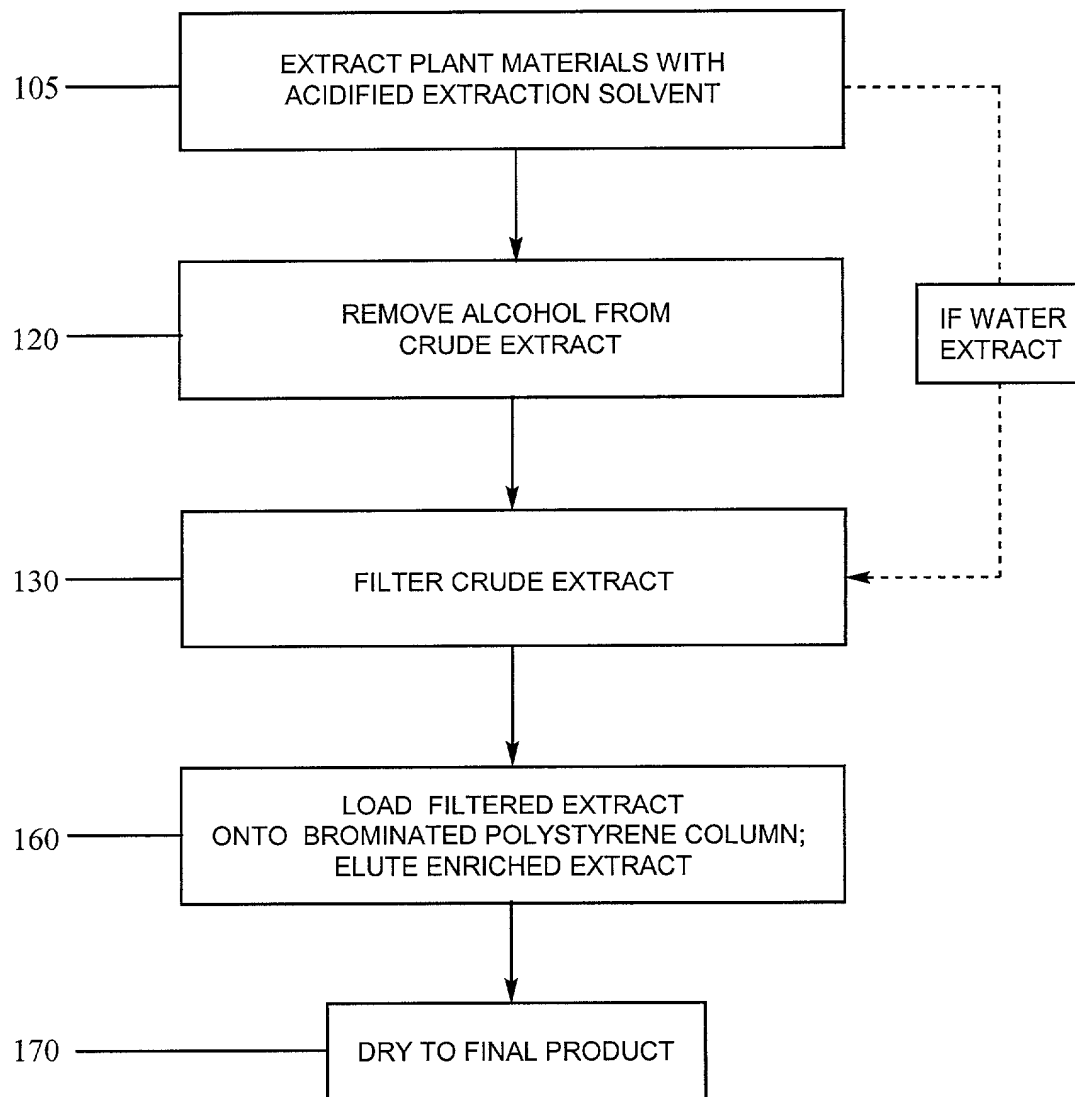 105
EXTRACT PLANT MATERIALS WITH
ACIDIFIED EXTRACTION SOLVENT
120
REMOVE ALCOHOL FROM
CRUDE EXTRACT
IF WATER
EXTRACT
130
FILTER CRUDE EXTRACT
160
LOAD FILTERED EXTRACT
ONTO BROMINATED POLYSTYRENE COLUMN;
ELUTE ENRICHED EXTRACT
170
DRY TO FINAL PRODUCT